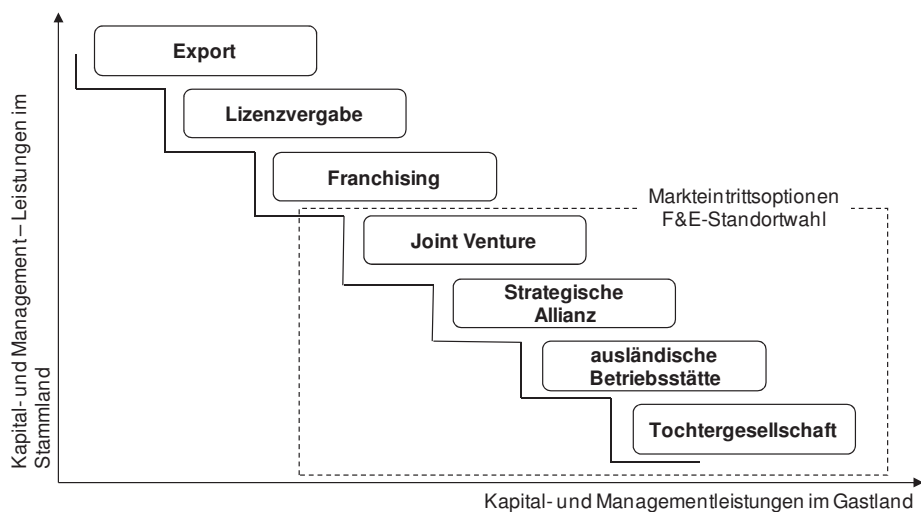 Export
Lizenzvergabe
Franchising
Markteintrittsoptionen
F&E-Standortwahl
Joint Venture
Strategische
Allianz
ausländische
Betriebsstätte
Tochtergesellschaft
Kapital- und Management – Leistungen im
Stammland
Kapital- und Managementleistungen im Gastland